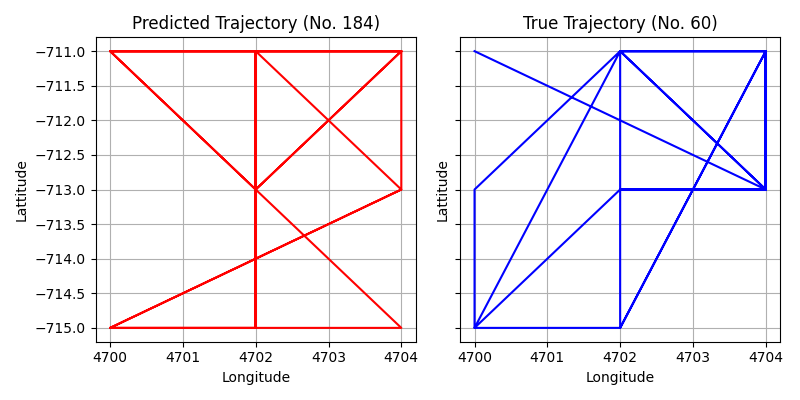 Predicted Trajectory (No. 184)
True Trajectory (No. 60)
−711.0
−711.5
−712.0
−712.5
−713.0
−713.5
−714.0
−714.5
−715.0
Lattitude
Lattitude
4700 4701 4702 4703 4704
4700 4701 4702 4703 4704
Longitude
Longitude